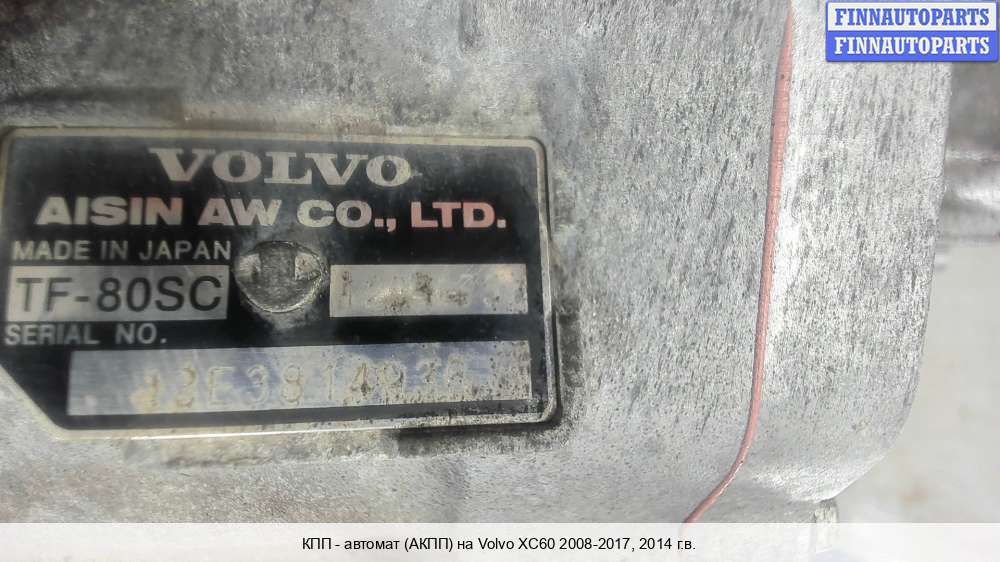 FINNAUTOPARTS
FINNAUTOPARTS
VOLVO
AISIN AW CO., LTD.
MADE IN JAPAN
TF-80SC
SERIAL NO.
КПП - автомат (АКПП) на Volvo XC60 2008-2017, 2014 г.в.